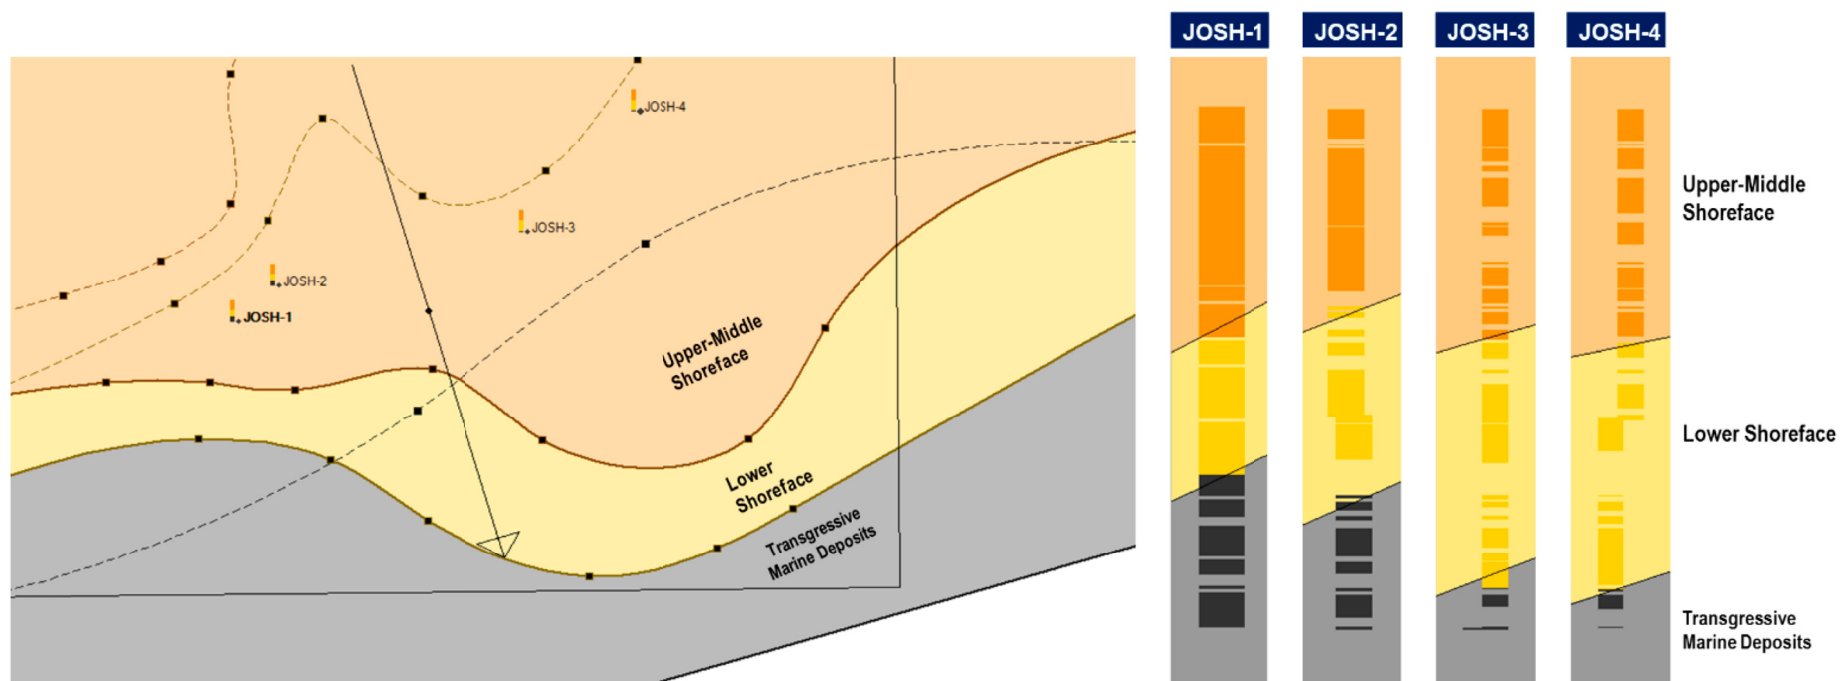 JOSH-1
JOSH-2
JOSH-3
JOSH-4
JOSH-4
JOSH-3
JOSH-2
JOSH-1
Upper-Middle
Shoreface
Lower
Shoreface
Transgressive
Marine Deposits
Upper-Middle
Shoreface
Lower Shoreface
Transgressive
Marine Deposits